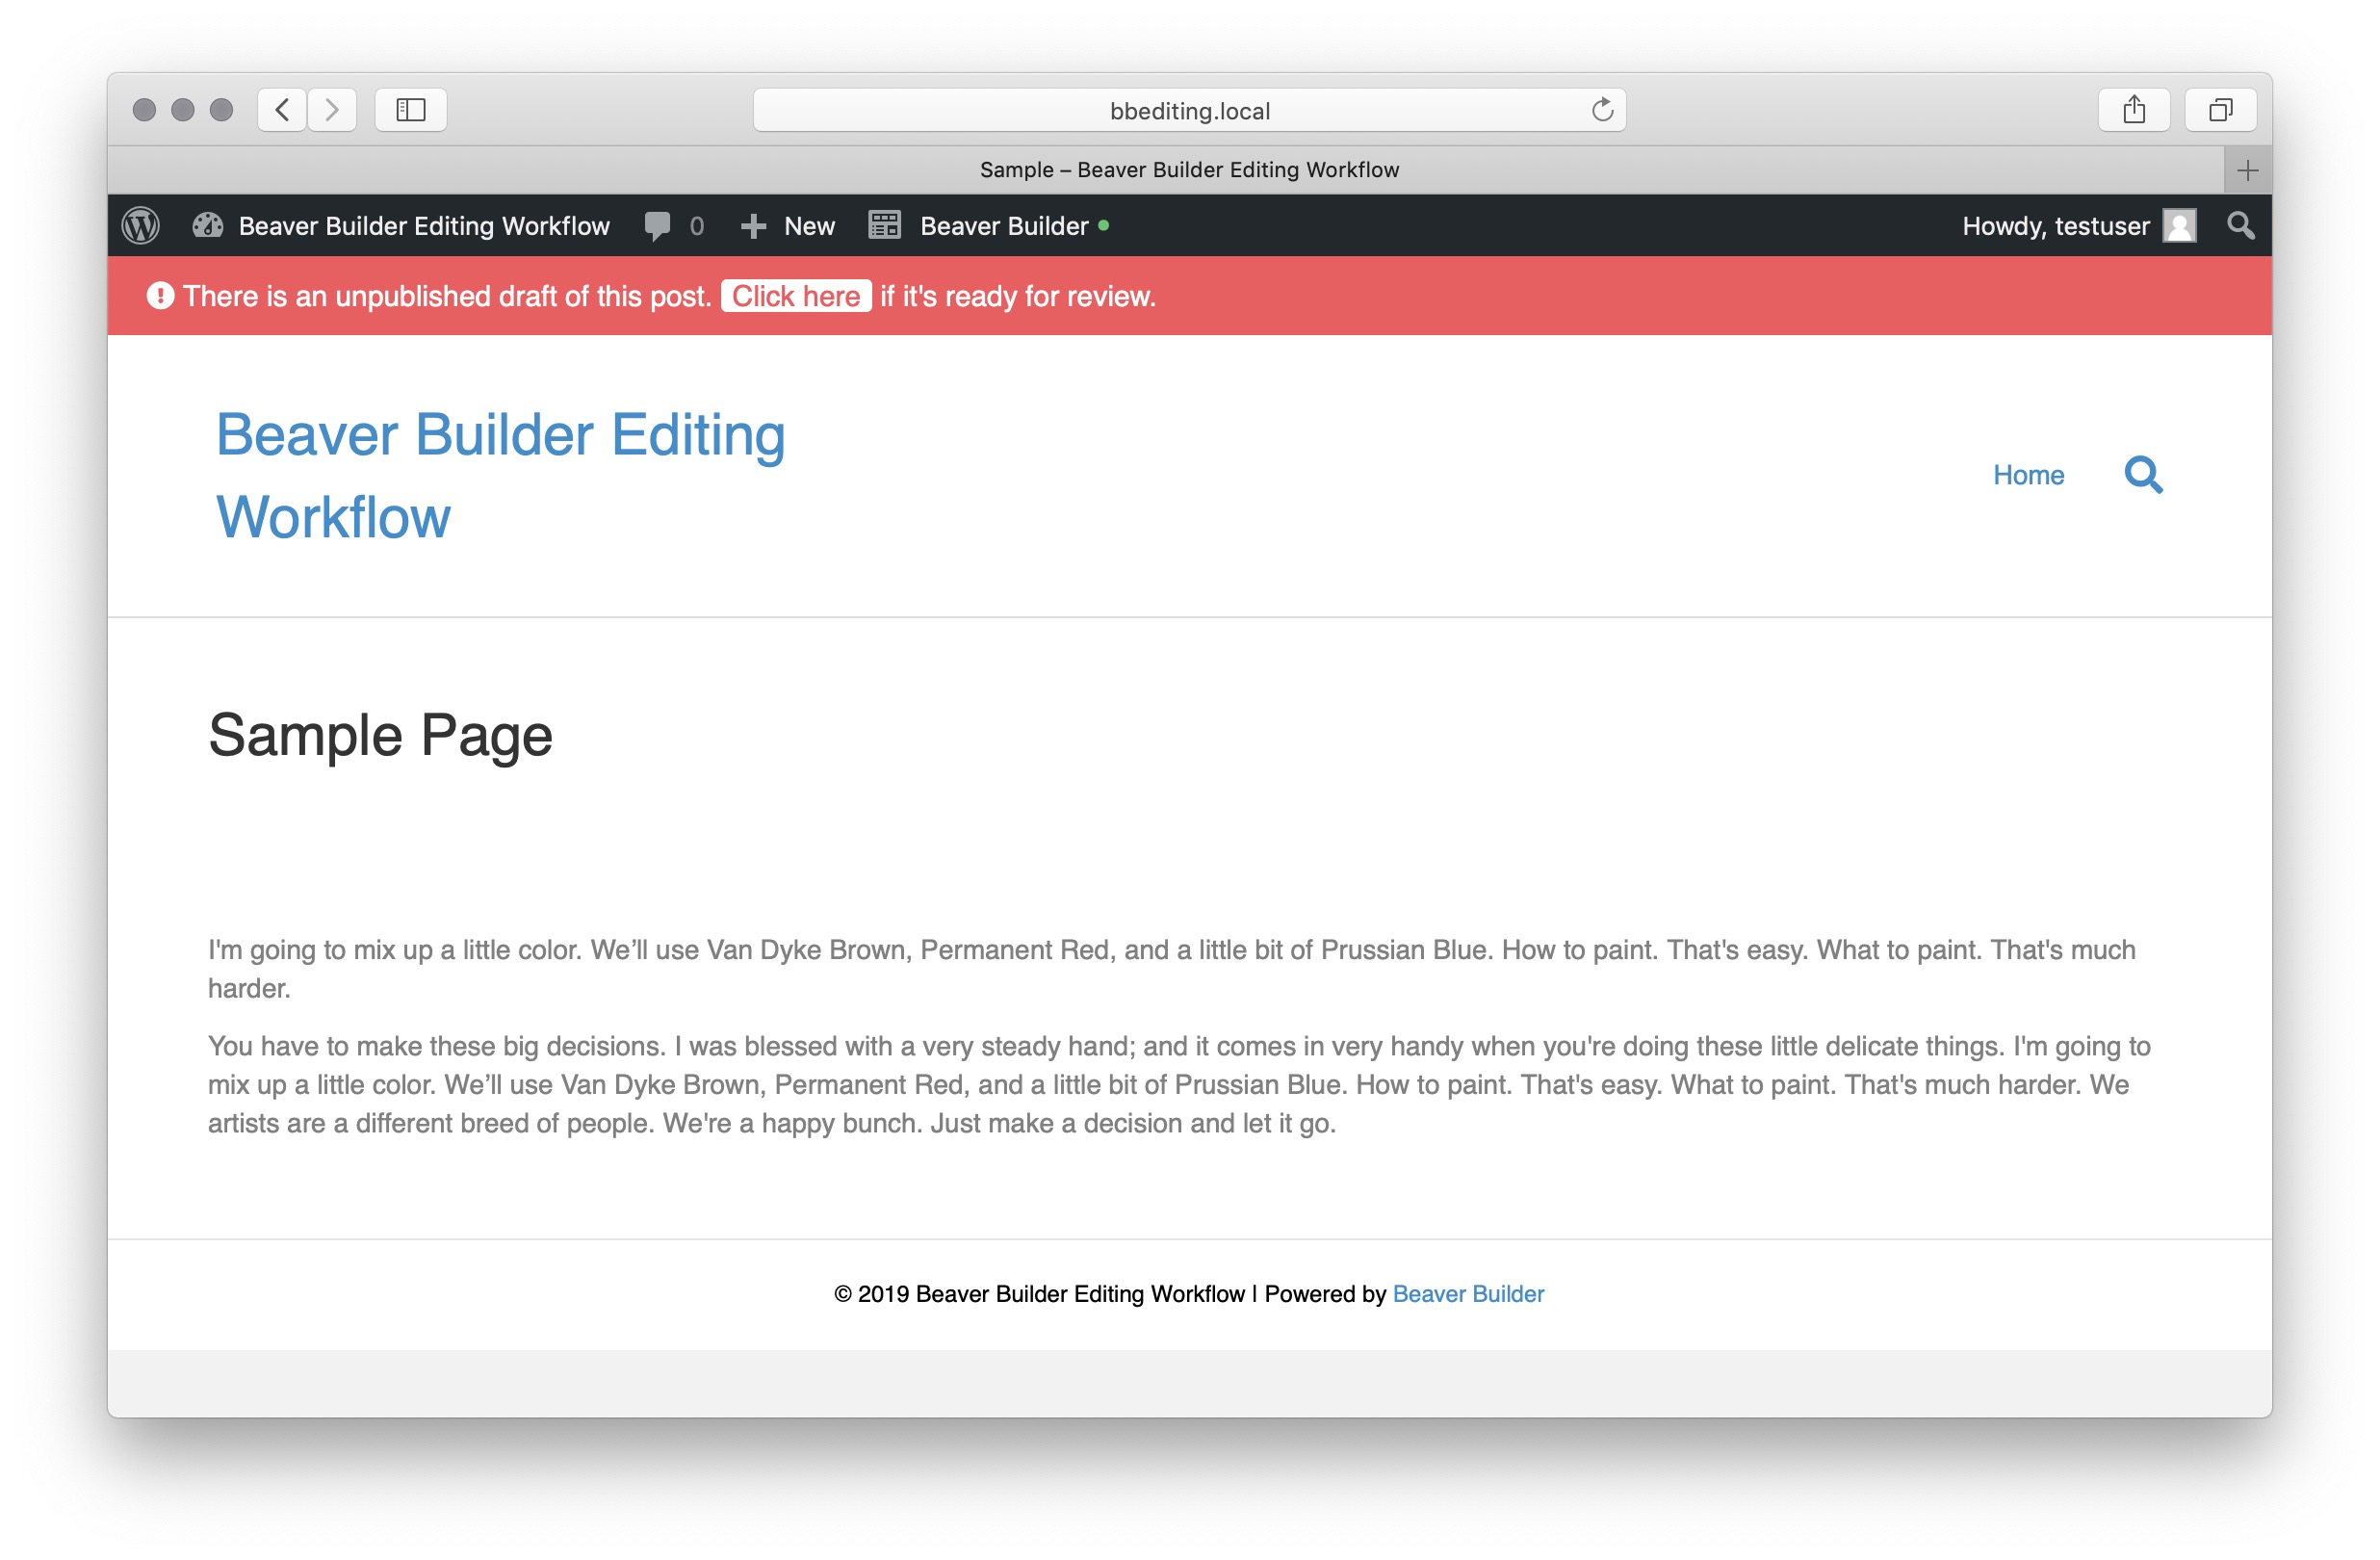 bbediting.local
Sample – Beaver Builder Editing Workflow
Beaver Builder Editing Workflow 0 New Beaver Builder Howdy, testuser
There is an unpublished draft of this post. Click here if it's ready for review.
Beaver Builder Editing
Workflow
Home
Sample Page
I'm going to mix up a little color. We’ll use Van Dyke Brown, Permanent Red, and a little bit of Prussian Blue. How to paint. That's easy. What to paint. That's much
harder.
You have to make these big decisions. I was blessed with a very steady hand; and it comes in very handy when you're doing these little delicate things. I'm going to
mix up a little color. We’ll use Van Dyke Brown, Permanent Red, and a little bit of Prussian Blue. How to paint. That's easy. What to paint. That's much harder. We
artists are a different breed of people. We're a happy bunch. Just make a decision and let it go.
© 2019 Beaver Builder Editing Workflow | Powered by Beaver Builder